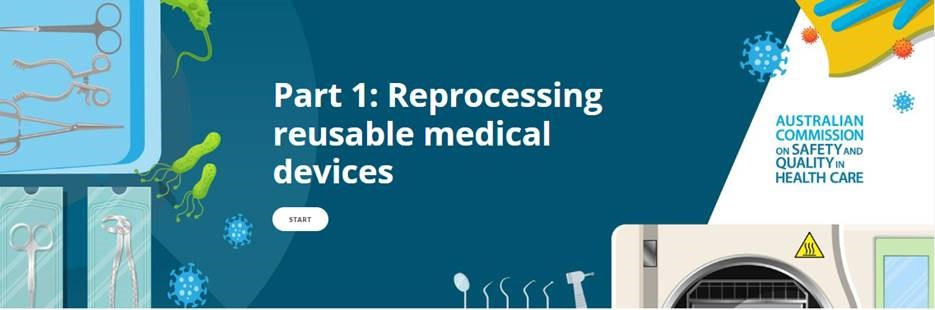 Part 1: Reprocessing
reusable medical
devices
START
AUSTRALIAN
COMMISSION
ON SAFETY AND
QUALITY IN
HEALTH CARE